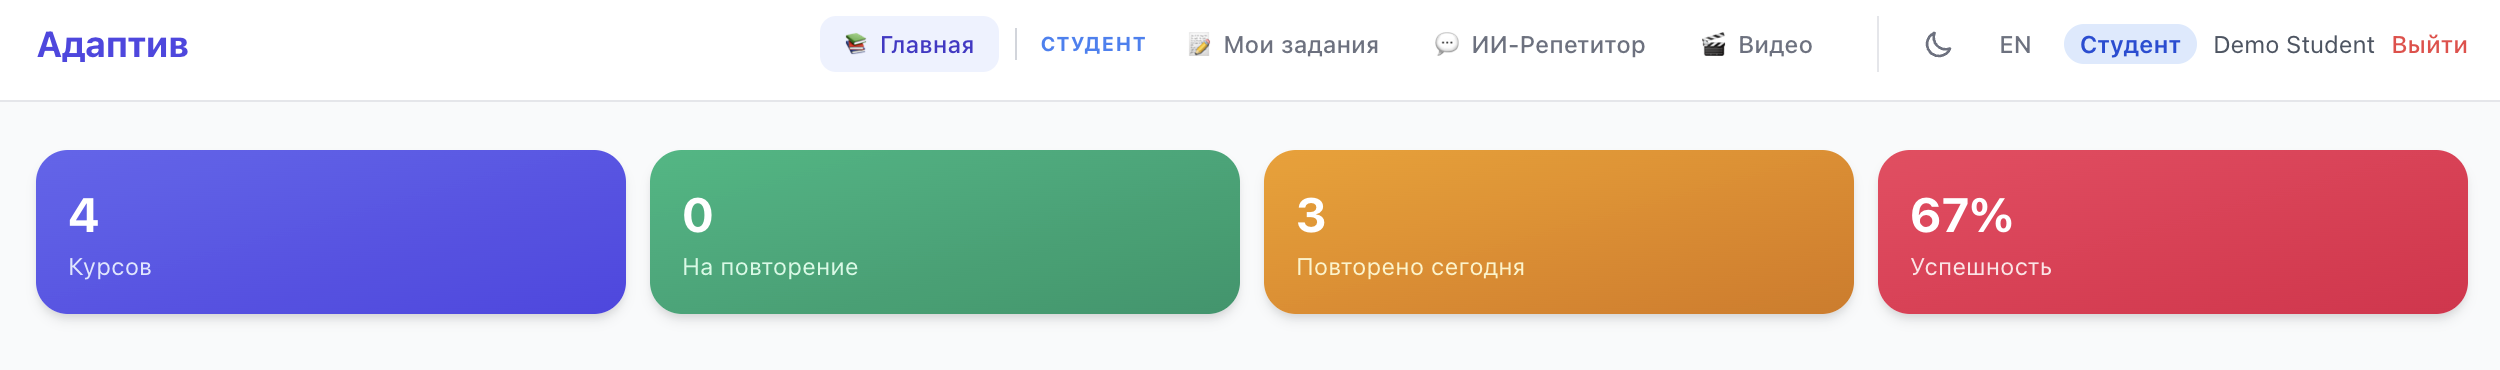 Адаптив
Главная
СТУДЕНТ
Мои задания
ИИ-Репетитор
Видео
EN
Студент
Demo Student
Выйти
4
Курсов
0
На повторение
3
Повторено сегодня
67%
Успешность